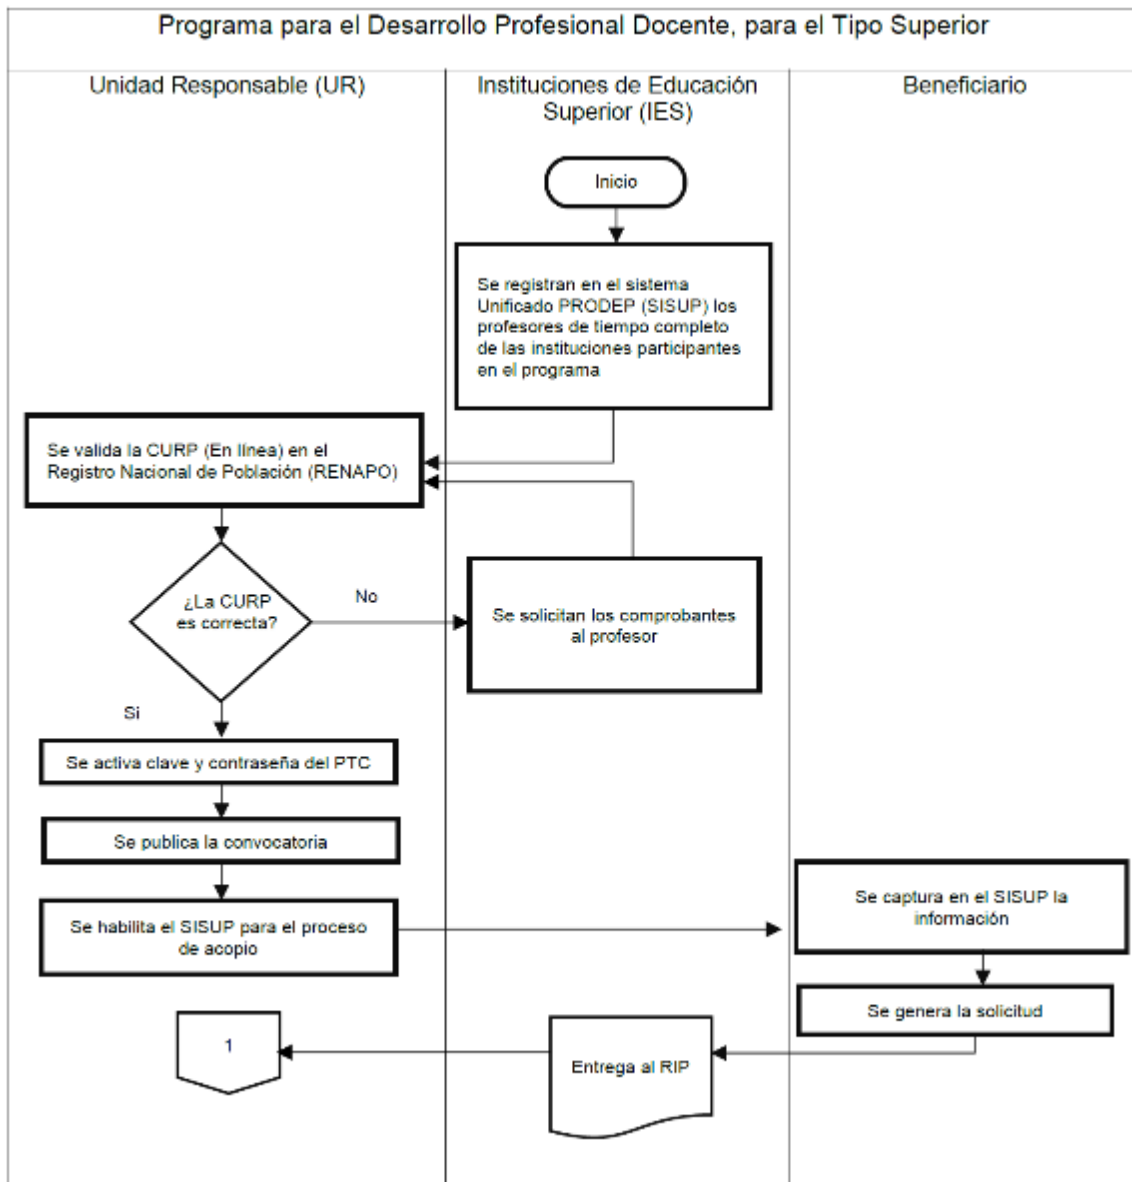 Programa para el Desarrollo Profesional Docente, para el Tipo Superior
Unidad Responsable (UR)
Instituciones de Educación
Superior (IES)
Beneficiario
Inicio
Se registran en el sistema
Unificado PRODEP (SISUP) los
profesores de tiempo completo
de las instituciones participantes
en el programa
Se valida la CURP (En línea) en el
Registro Nacional de Población (RENAPO)
¿La CURP
es correcta?
No
Se solicitan los comprobantes
al profesor
Si
Se activa clave y contraseña del PTC
Se publica la convocatoria
Se habilita el SISUP para el proceso
de acopio
Se captura en el SISUP la
información
Se genera la solicitud
Entrega al RIP
1